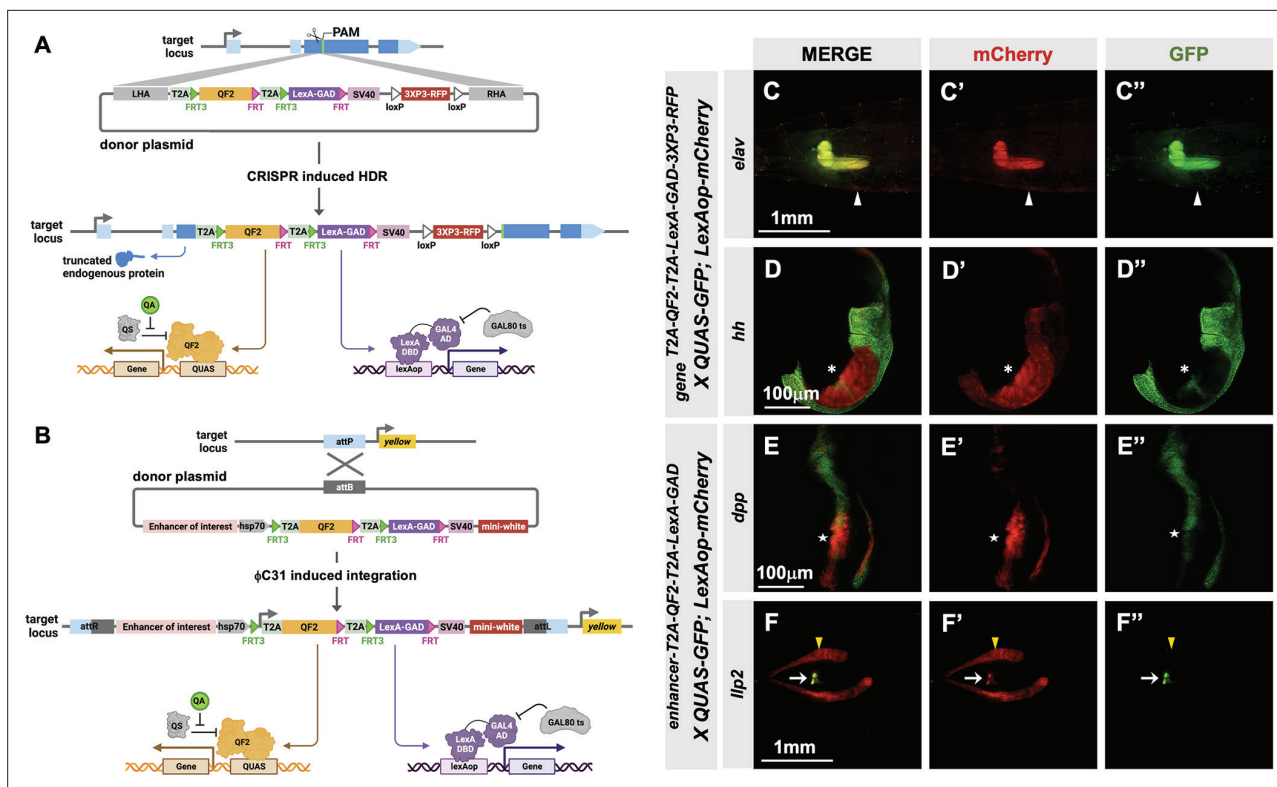 A
target locus
PAM
LHA T2A QF2 T2A LexA-GAD SV40 3XP3-RFP RHA
FRT3 FRT FRT3 FRT loxP loxP
donor plasmid
CRISPR induced HDR
target locus
T2A QF2 T2A LexA-GAD SV40 3XP3-RFP
FRT3 FRT FRT3 FRT loxP loxP
truncated
endogenous protein
QA
QS
QF2
Gene QUAS
LexA
DBD
GAL4
AD
GAL80 ts
lexAop Gene
B
target locus
attP yellow
donor plasmid
attB
Enhancer of interest hsp70 T2A QF2 T2A LexA-GAD SV40 mini-white
FRT3 FRT FRT3 FRT
ϕC31 induced integration
target locus
attR Enhancer of interest hsp70 T2A QF2 T2A LexA-GAD SV40 mini-white attL yellow
FRT3 FRT FRT3 FRT
QA
QS
QF2
Gene QUAS
LexA
DBD
GAL4
AD
GAL80 ts
lexAop Gene
MERGE mCherry GFP
gene T2A-QF2-T2A-LexA-GAD-3XP3-RFP
X QUAS-GFP; LexAop-mCherry
elav
C C' C''
1mm
hh
D D' D''
* * *
100μm
enhancer-T2A-QF2-T2A-LexA-GAD
X QUAS-GFP; LexAop-mCherry
dpp
E E' E''
100μm
Ilp2
F F' F''
1mm